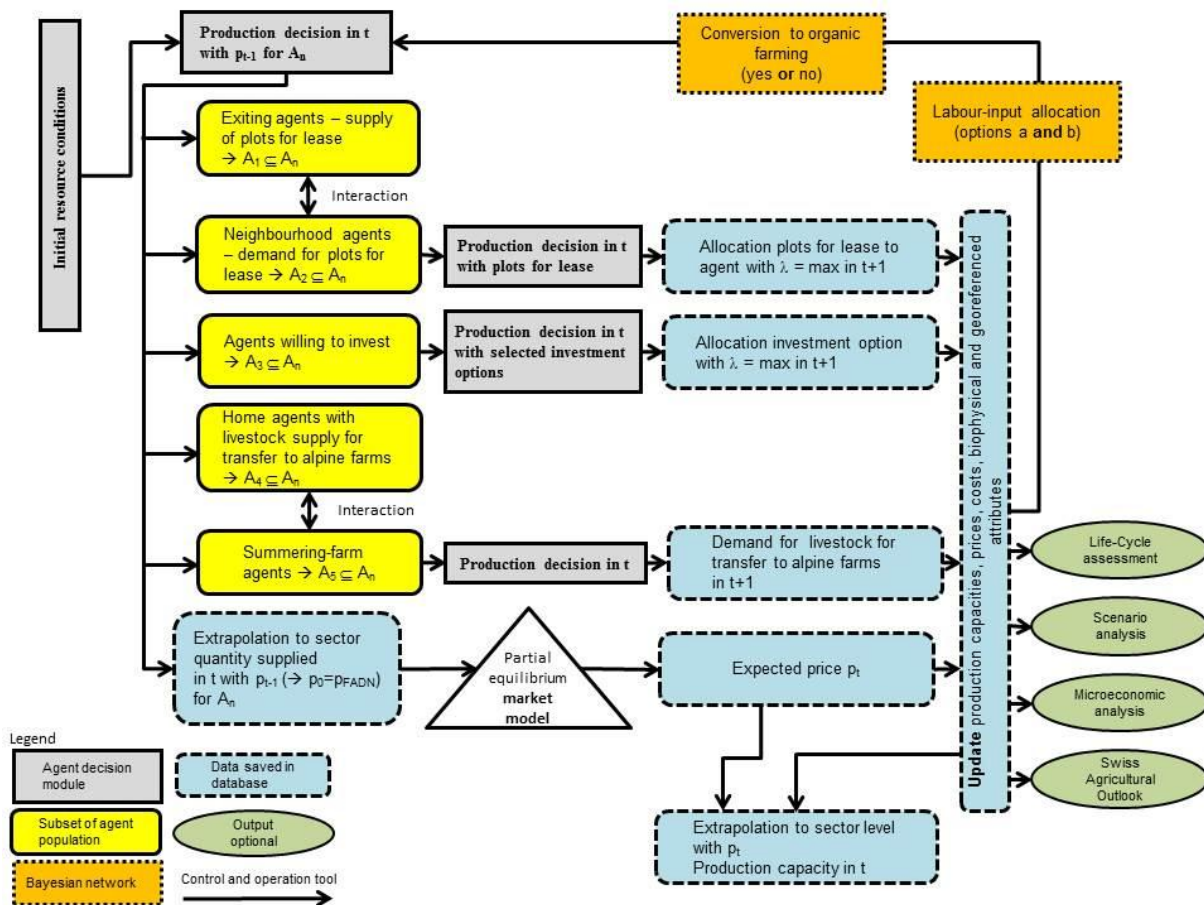 Initial resource conditions
Production decision in t
with pt-1 for An
Conversion to organic
farming
(yes or no)
Labour-input allocation
(options a and b)
Exiting agents – supply
of plots for lease
→ A1 ⊆ An
Interaction
Neighbourhood agents
– demand for plots for
lease → A2 ⊆ An
Production decision in t
with plots for lease
Allocation plots for lease to
agent with λ = max in t+1
Agents willing to invest
→ A3 ⊆ An
Production decision in t
with selected investment
options
Allocation investment option
with λ = max in t+1
Home agents with
livestock supply for
transfer to alpine farms
→ A4 ⊆ An
Interaction
Summering-farm
agents → A5 ⊆ An
Production decision in t
Demand for livestock for
transfer to alpine farms
in t+1
Extrapolation to sector
quantity supplied
in t with pt-1 (→ p0=pFADN)
for An
Partial
equilibrium
market
model
Expected price pt
Update production capacities, prices, costs, biophysical and georeferenced
attributes
Life-Cycle
assessment
Scenario
analysis
Microeconomic
analysis
Swiss
Agricultural
Outlook
Extrapolation to sector level
with pt
Production capacity in t
Legend
Agent decision
module
Data saved in
database
Subset of agent
population
Output
optional
Bayesian network
Control and operation tool